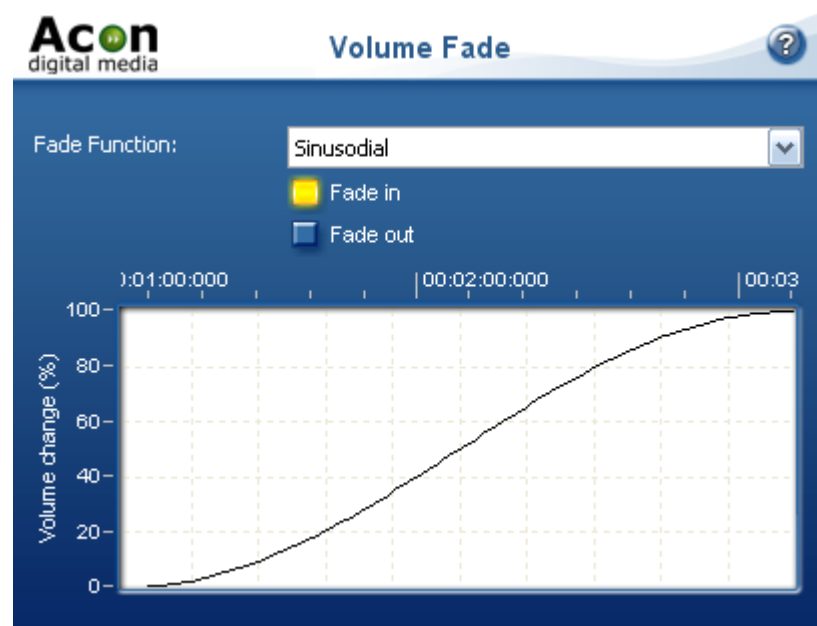 Acon
digital media
Volume Fade
?
Fade Function:
Sinusodial
Fade in
Fade out
):01:00:000
00:02:00:000
00:03
100
80
60
40
20
0
Volume change (%)